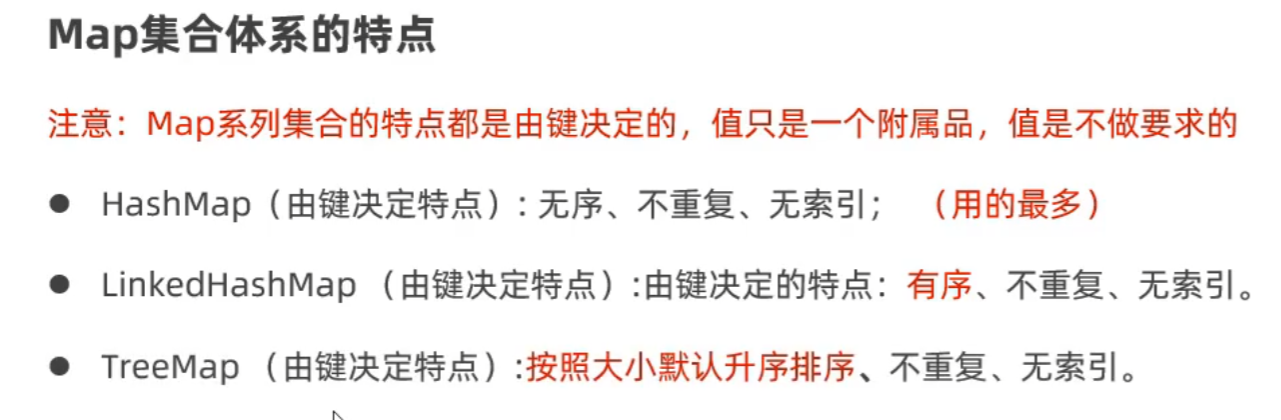 Map集合体系的特点
注意：Map系列集合的特点都是由键决定的，值只是一个附属品，值是不做要求的
● HashMap（由键决定特点）: 无序、不重复、无索引； （用的最多）
● LinkedHashMap （由键决定特点）:由键决定的特点：有序、不重复、无索引。
● TreeMap （由键决定特点）:按照大小默认升序排序、不重复、无索引。